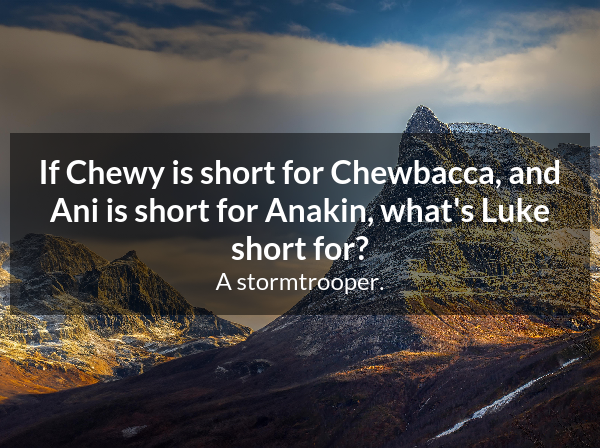 If Chewy is short for Chewbacca, and
Ani is short for Anakin, what's Luke
short for?
A stormtrooper.